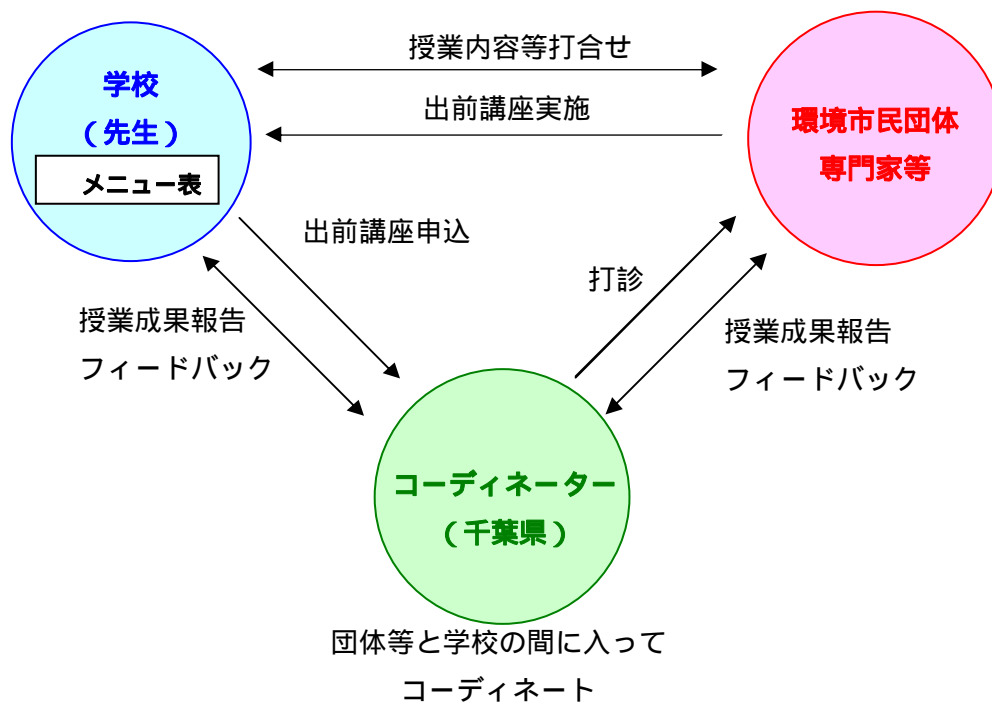 学校
（先生）
メニュー表
授業内容等打合せ
出前講座実施
環境市民団体
専門家等
出前講座申込
打診
授業成果報告
フィードバック
授業成果報告
フィードバック
コーディネーター
（千葉県）
団体等と学校の間に入って
コーディネート